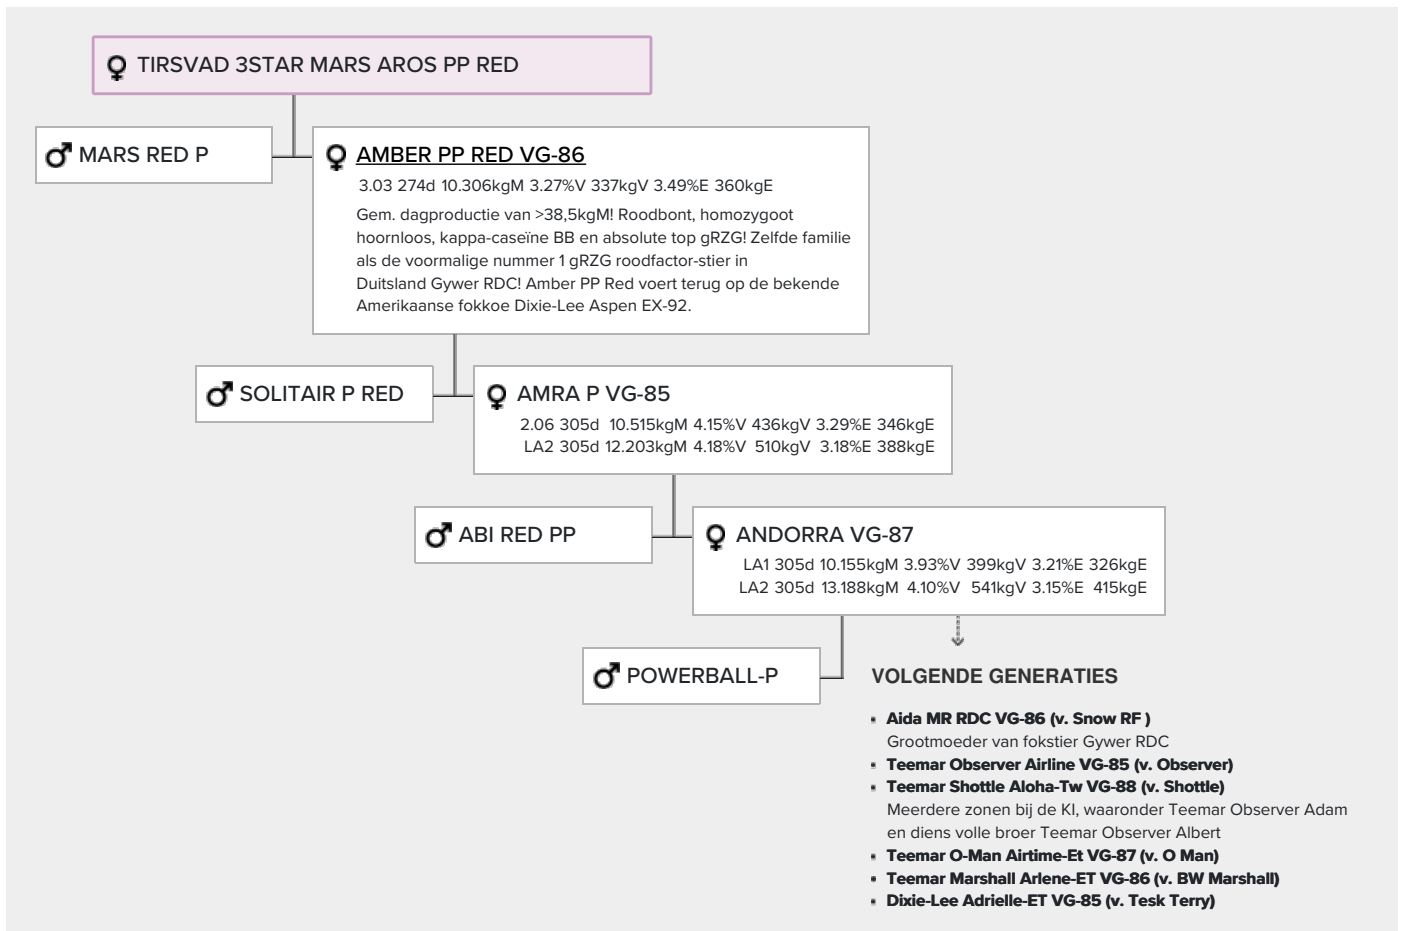 TIRSVAD 3STAR MARS AROS PP RED
MARS RED P
AMBER PP RED VG-86
3.03 274d 10.306kgM 3.27%V 337kgV 3.49%E 360kgE
Gem. dagproductie van >38,5kgM! Roodbont, homozygoot
hoornloos, kappa-caseïne BB en absolute top gRZG! Zelfde familie
als de voormalige nummer 1 gRZG roodfactor-stier in
Duitsland Gywer RDC! Amber PP Red voert terug op de bekende
Amerikaanse fokkoe Dixie-Lee Aspen EX-92.
SOLITAIR P RED
AMRA P VG-85
2.06 305d 10.515kgM 4.15%V 436kgV 3.29%E 346kgE
LA2 305d 12.203kgM 4.18%V 510kgV 3.18%E 388kgE
ABI RED PP
ANDORRA VG-87
LA1 305d 10.155kgM 3.93%V 399kgV 3.21%E 326kgE
LA2 305d 13.188kgM 4.10%V 541kgV 3.15%E 415kgE
POWERBALL-P
VOLGENDE GENERATIES
Aida MR RDC VG-86 (v. Snow RF )
Grootmoeder van fokstier Gywer RDC
Teemar Observer Airline VG-85 (v. Observer)
Teemar Shottle Aloha-Tw VG-88 (v. Shottle)
Meerdere zonen bij de KI, waaronder Teemar Observer Adam
en diens volle broer Teemar Observer Albert
Teemar O-Man Airtime-Et VG-87 (v. O Man)
Teemar Marshall Arlene-ET VG-86 (v. BW Marshall)
Dixie-Lee Adrielle-ET VG-85 (v. Tesk Terry)